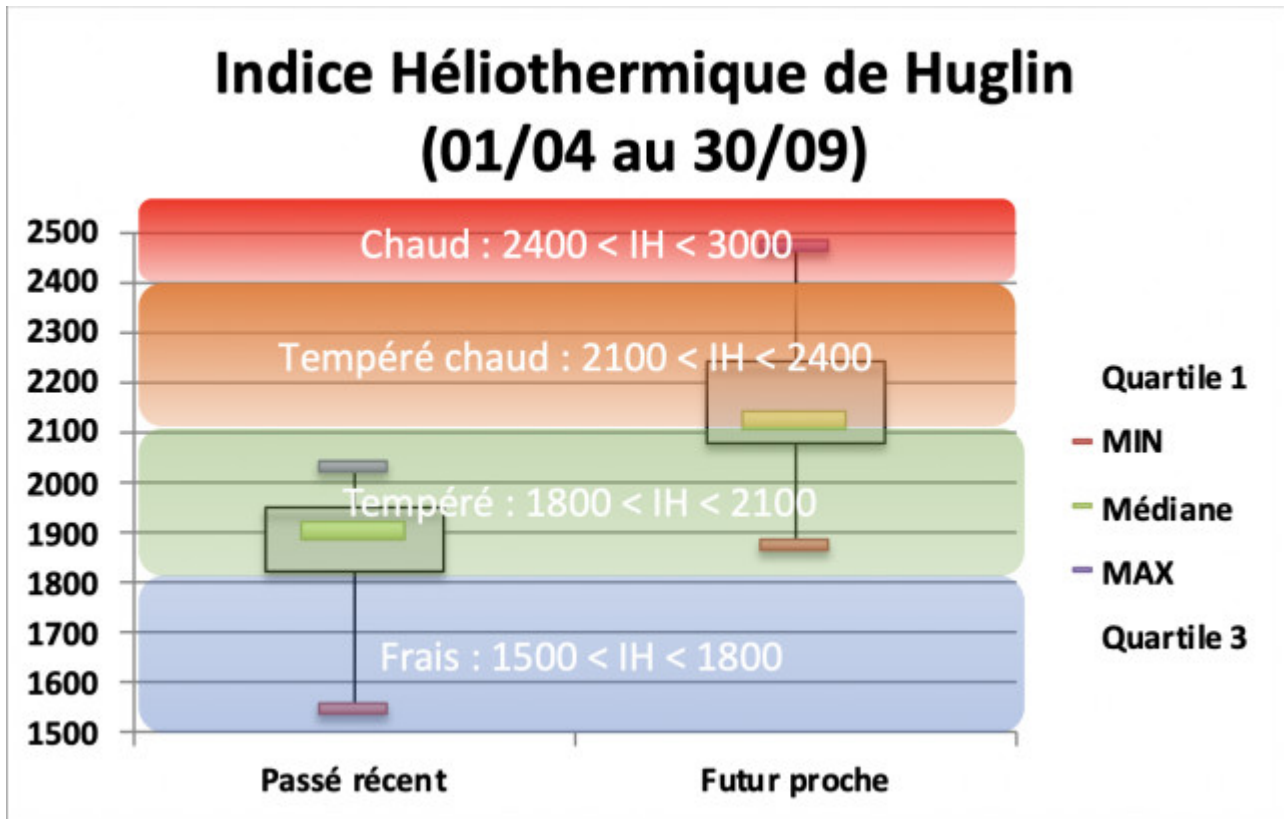 Indice Héliothermique de Huglin
(01/04 au 30/09)
2500
2400
2300
2200
2100
2000
1900
1800
1700
1600
1500
Chaud : 2400 < IH < 3000
Tempéré chaud : 2100 < IH < 2400
Tempéré : 1800 < IH < 2100
Frais : 1500 < IH < 1800
Passé récent
Futur proche
Quartile 1
MIN
Médiane
MAX
Quartile 3